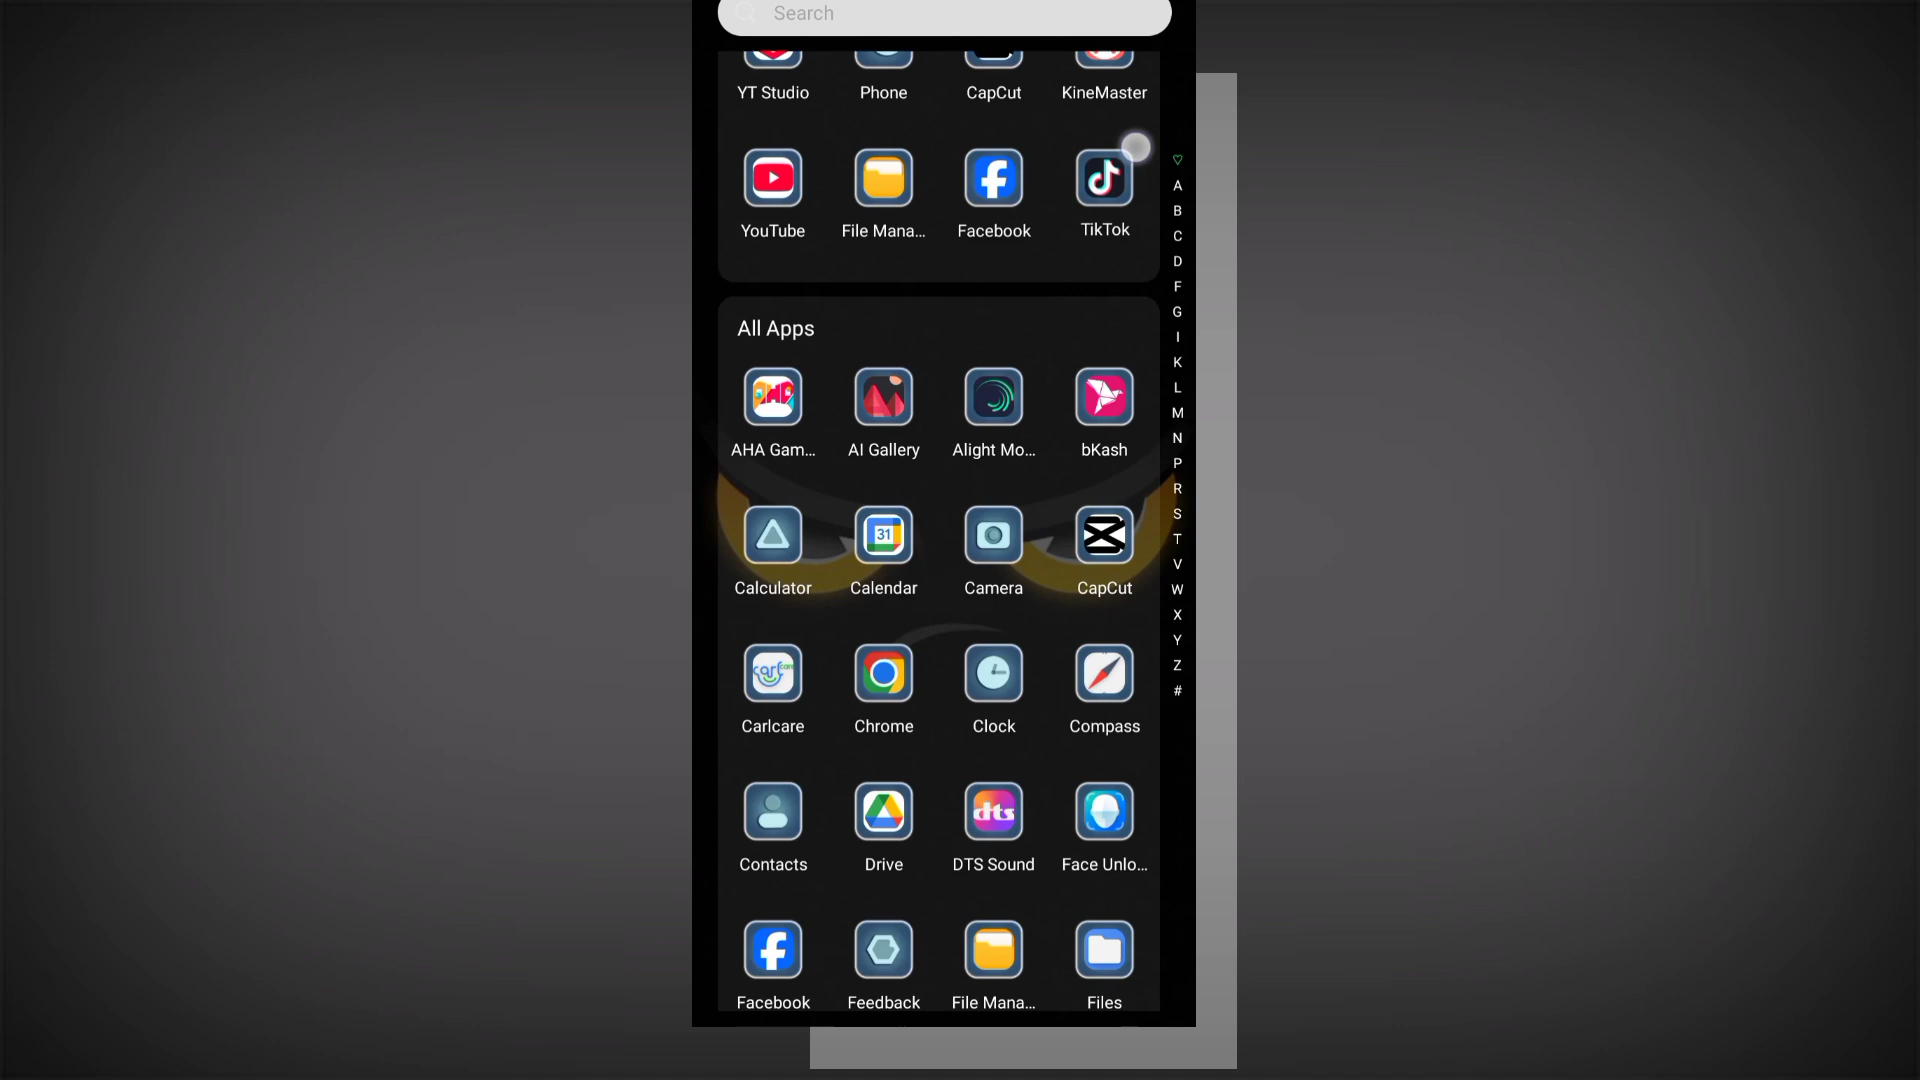 Search
YT Studio Phone CapCut KineMaster
YouTube File Mana... Facebook TikTok
All Apps
AHA Gam... AI Gallery Alight Mo... bKash
31
Calculator Calendar Camera CapCut
Carlcare Chrome Clock Compass
dts
Contacts Drive DTS Sound Face Unlo...
Facebook Feedback File Mana... Files
A
B
C
D
F
G
I
K
L
M
N
P
R
S
T
V
W
X
Y
Z
#